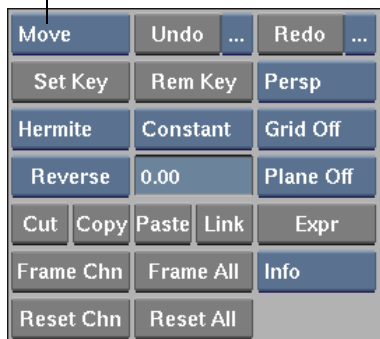 Move Undo ... Redo ...
Set Key Rem Key Persp
Hermite Constant Grid Off
Reverse 0.00 Plane Off
Cut Copy Paste Link Expr
Frame Chn Frame All Info
Reset Chn Reset All